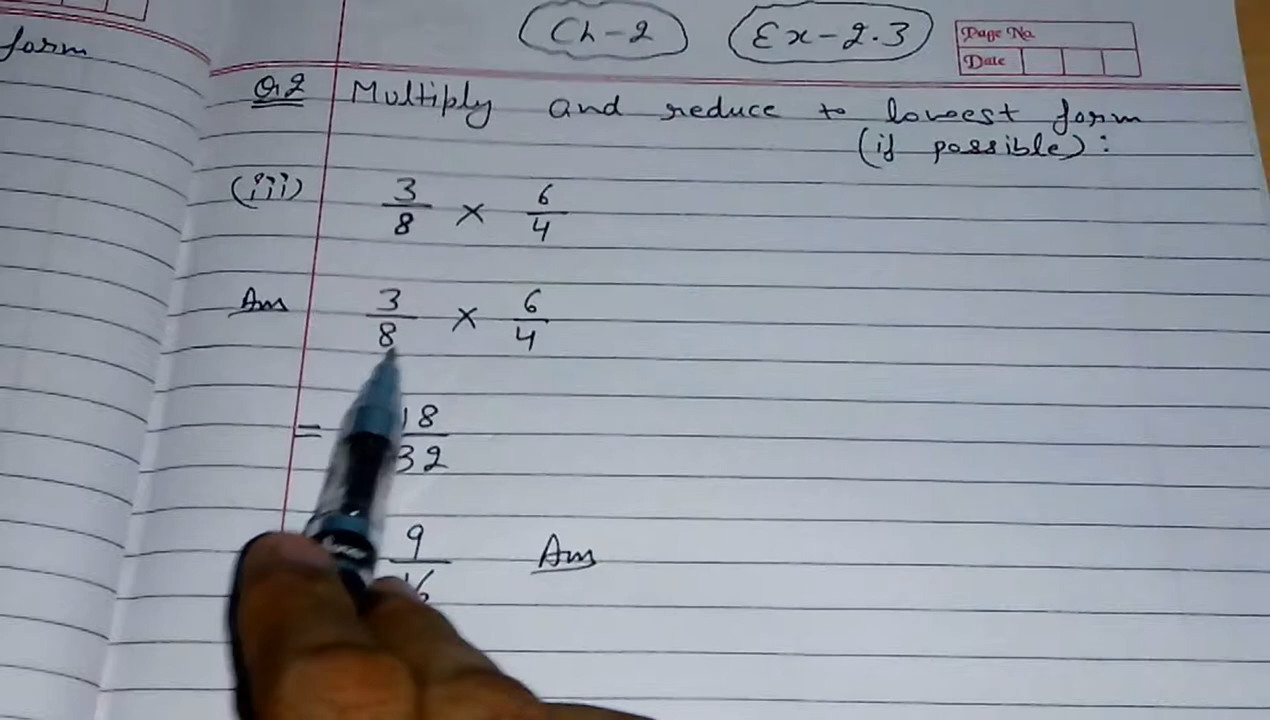 form
Ch-2 Ex-2.3
Page No.
Date
Q2 Multiply and reduce to lowest form
(if possible):
(iii) 3/8 × 6/4
Ans 3/8 × 6/4
= 18/32
9/16 Ans